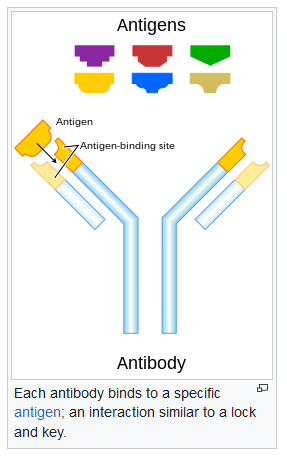 Antigens
Antigen
Antigen-binding site
Antibody
Each antibody binds to a specific
antigen; an interaction similar to a lock
and key.